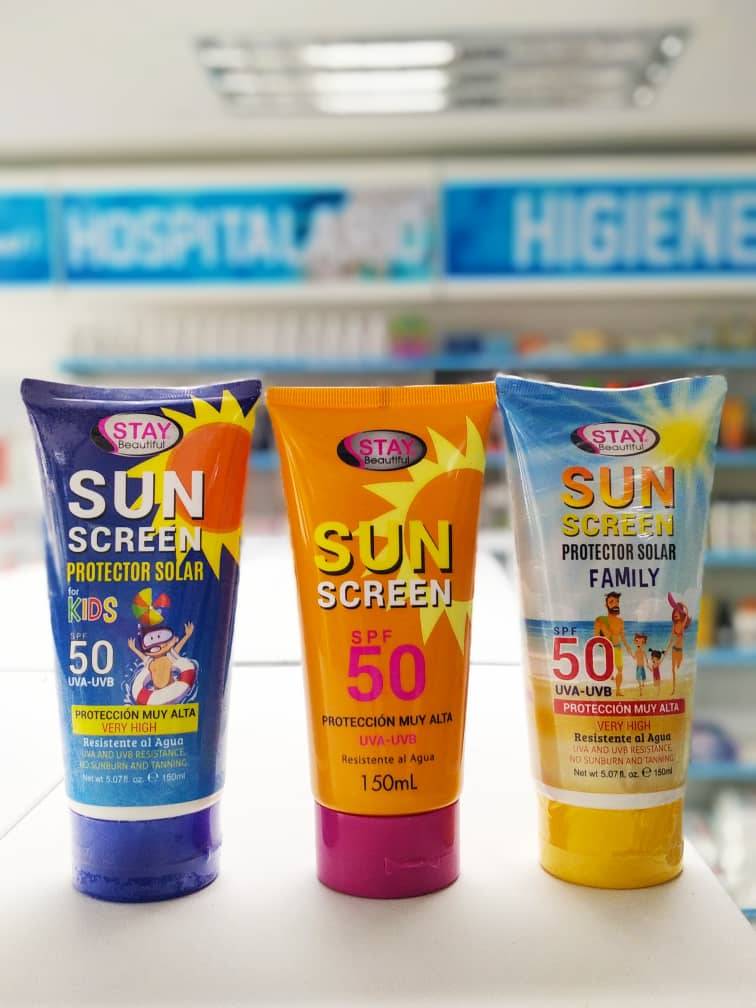 HOSPITALARIO
HIGIENE
STAY
Beautiful
SUN
SCREEN
PROTECTOR SOLAR
for
KIDS
SPF
50
UVA-UVB
PROTECCIÓN MUY ALTA
VERY HIGH
Resistente al Agua
UVA AND UVB RESISTANCE,
NO SUNBURN AND TANNING.
Net wt 5.07 fl. oz. ℮ 150ml
STAY
Beautiful
SUN
SCREEN
SPF
50
PROTECCIÓN MUY ALTA
UVA-UVB
Resistente al Agua
150mL
STAY
Beautiful
SUN
SCREEN
PROTECTOR SOLAR
FAMILY
SPF
50
UVA-UVB
PROTECCIÓN MUY ALTA
VERY HIGH
Resistente al Agua
UVA AND UVB RESISTANCE,
NO SUNBURN AND TANNING.
Net wt 5.07 fl. oz. ℮ 150ml